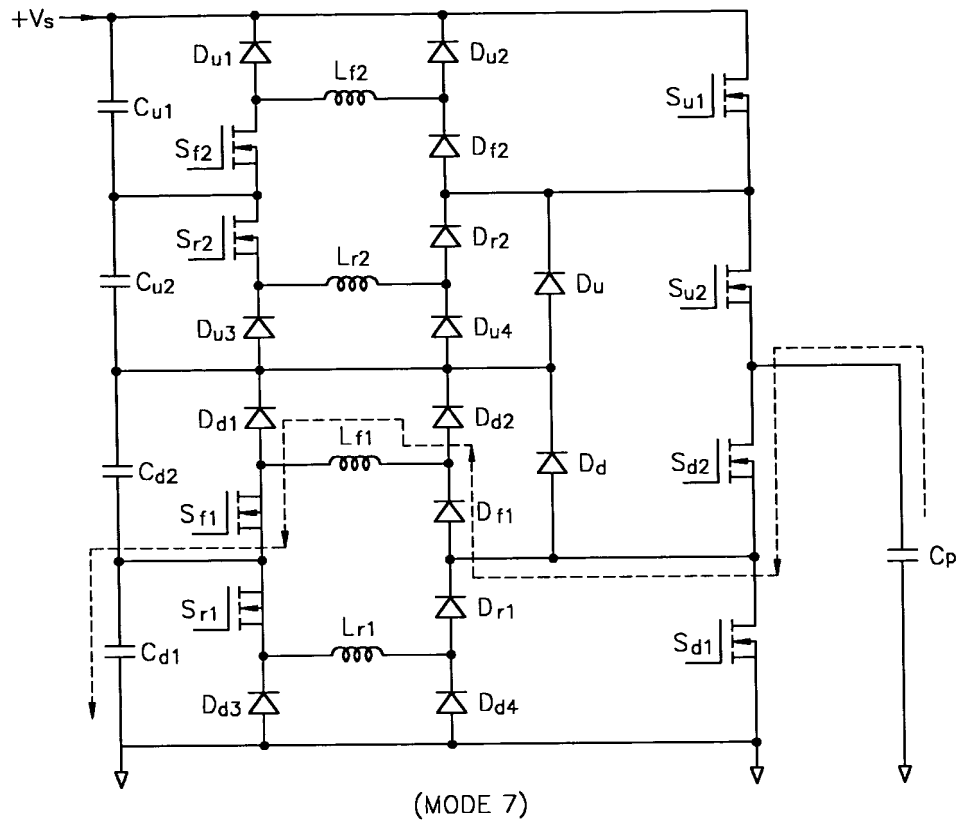 +Vs
Du1
Du2
Lf2
Su1
Cu1
Sf2
Df2
Sr2
Dr2
Lr2
Cu2
Du
Su2
Du3
Du4
Dd1
Dd2
Lf1
Cd2
Dd
Sd2
Sf1
Df1
Cp
Sr1
Dr1
Lr1
Sd1
Cd1
Dd3
Dd4
(MODE 7)